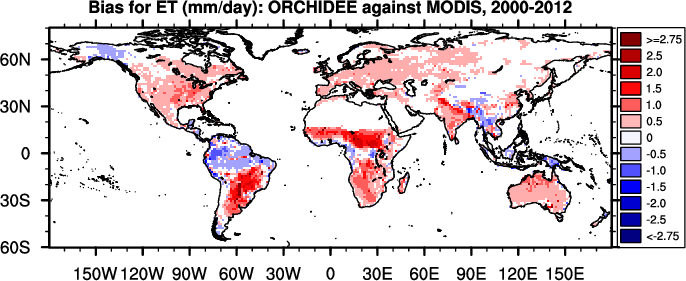 Bias for ET (mm/day): ORCHIDEE against MODIS, 2000-2012
60N
30N
0
30S
60S
150W 120W 90W 60W 30W 0 30E 60E 90E 120E 150E
>=2.75
2.5
2.0
1.5
1.0
0.5
0
-0.5
-1.0
-1.5
-2.0
-2.5
<-2.75